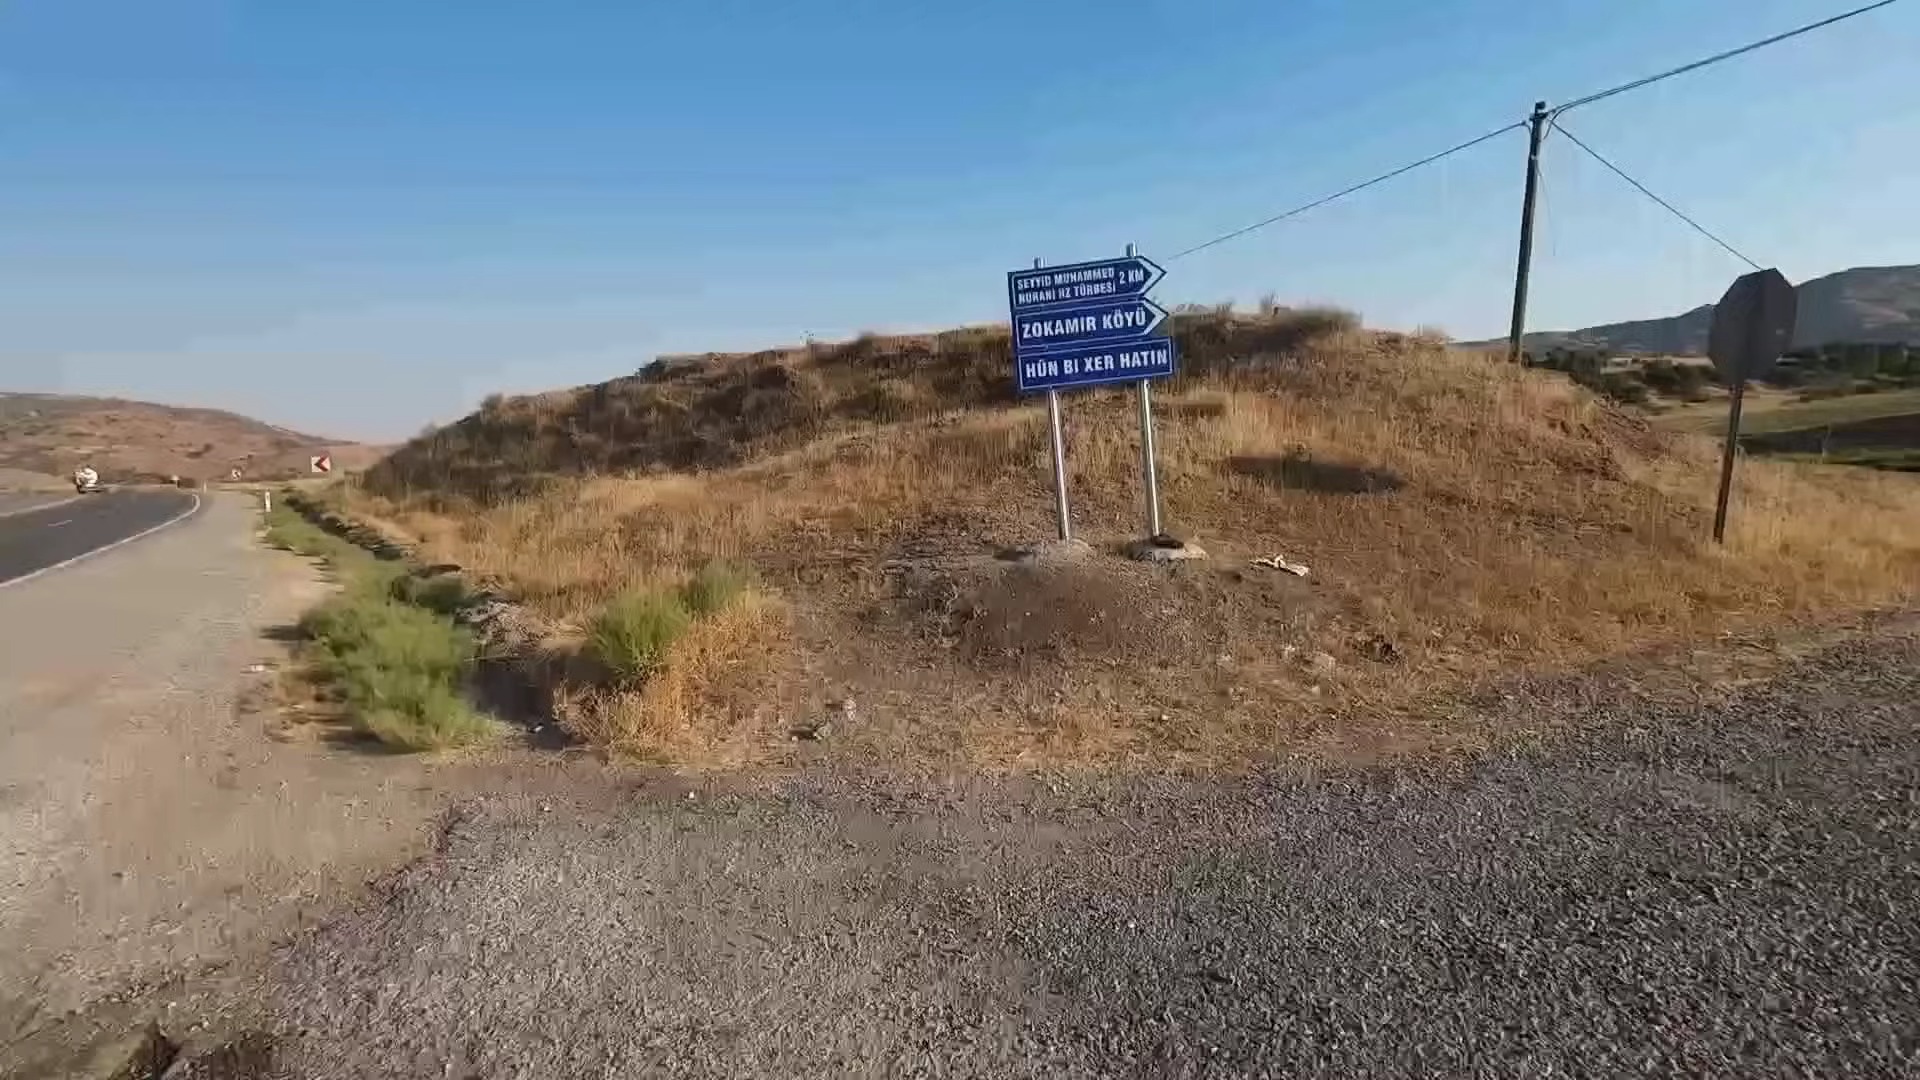 SEYYİD MUHAMMED 2 KM
NURANİ HZ TÜRBESİ
ZOKAMIR KÖYÜ
HÜN BI XER HATIN